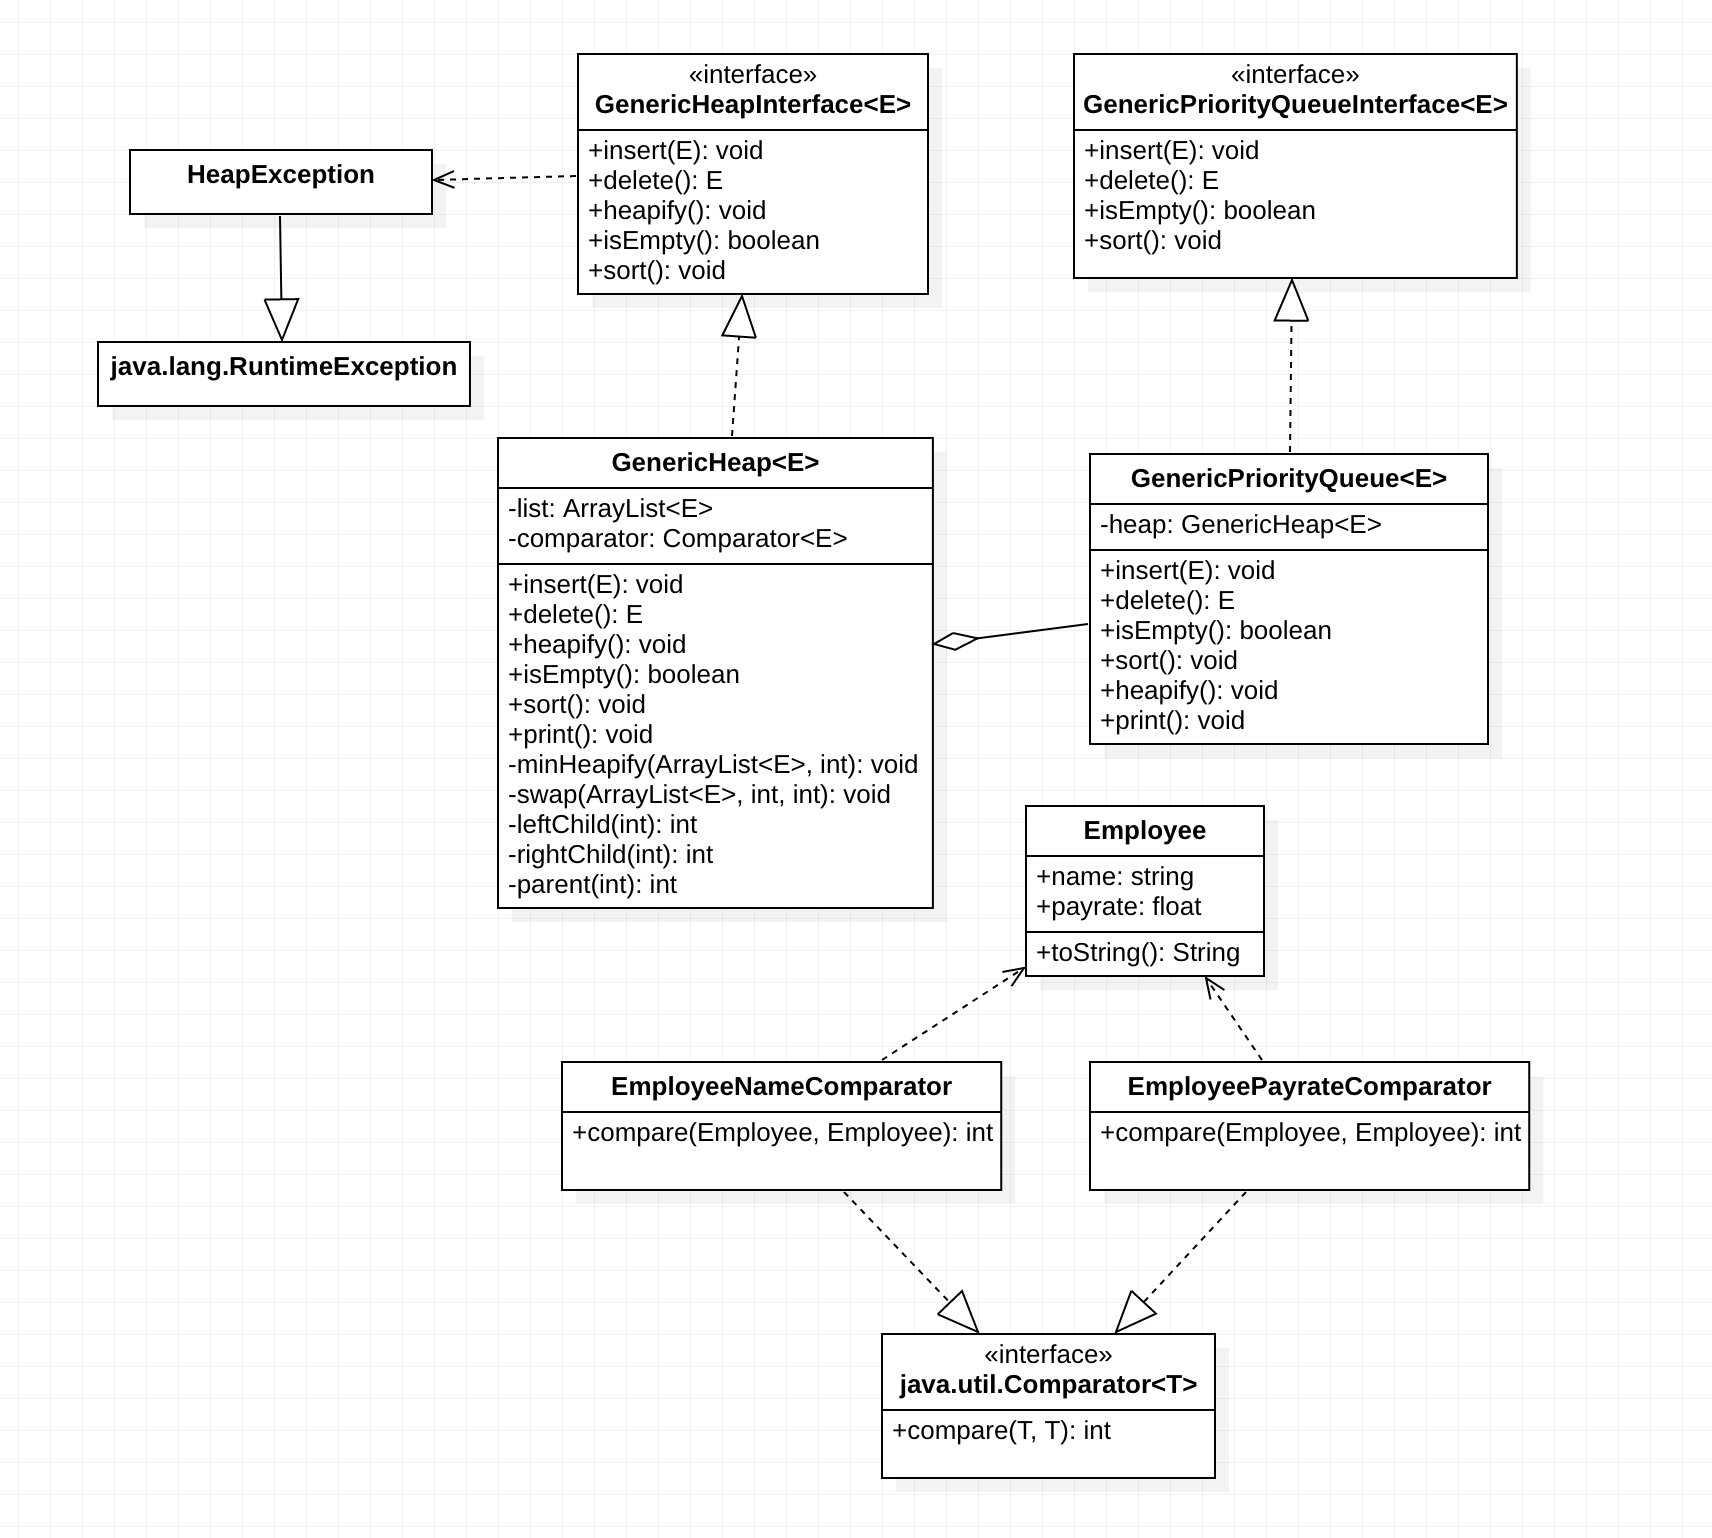 «interface»
GenericHeapInterface<E>
+insert(E): void
+delete(): E
+heapify(): void
+isEmpty(): boolean
+sort(): void
«interface»
GenericPriorityQueueInterface<E>
+insert(E): void
+delete(): E
+isEmpty(): boolean
+sort(): void
HeapException
java.lang.RuntimeException
GenericHeap<E>
-list: ArrayList<E>
-comparator: Comparator<E>
+insert(E): void
+delete(): E
+heapify(): void
+isEmpty(): boolean
+sort(): void
+print(): void
-minHeapify(ArrayList<E>, int): void
-swap(ArrayList<E>, int, int): void
-leftChild(int): int
-rightChild(int): int
-parent(int): int
GenericPriorityQueue<E>
-heap: GenericHeap<E>
+insert(E): void
+delete(): E
+isEmpty(): boolean
+sort(): void
+heapify(): void
+print(): void
Employee
+name: string
+payrate: float
+toString(): String
EmployeeNameComparator
+compare(Employee, Employee): int
EmployeePayrateComparator
+compare(Employee, Employee): int
«interface»
java.util.Comparator<T>
+compare(T, T): int